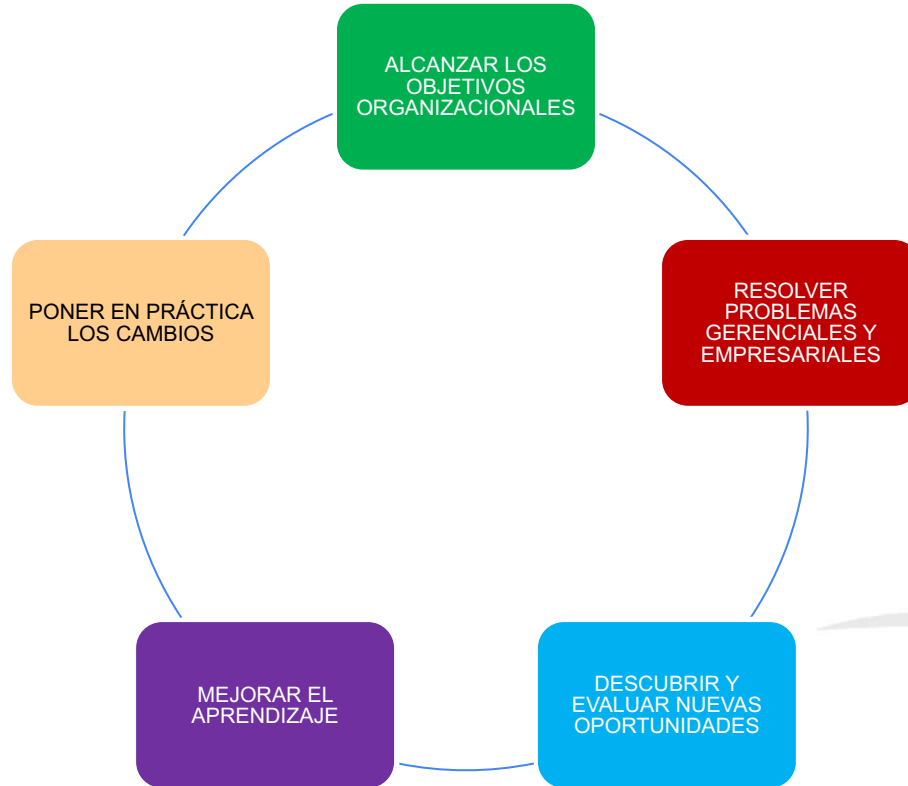 ALCANZAR LOS
OBJETIVOS
ORGANIZACIONALES
RESOLVER
PROBLEMAS
GERENCIALES Y
EMPRESARIALES
DESCUBRIR Y
EVALUAR NUEVAS
OPORTUNIDADES
MEJORAR EL
APRENDIZAJE
PONER EN PRÁCTICA
LOS CAMBIOS